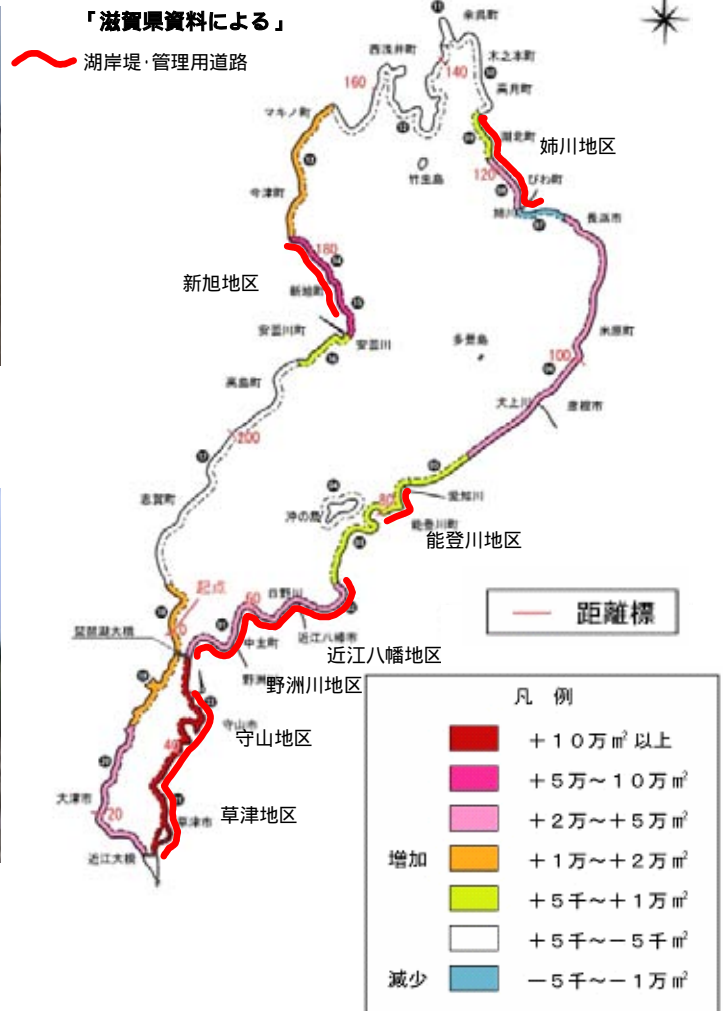 「滋賀県資料による」
湖岸堤･管理用道路
余呉町
西浅井町
木之本町
160
140
高月町
マキノ町
湖北町
姉川地区
竹生島
120
びわ町
今津町
姉川
長浜市
180
新旭地区
新旭町
安曇川町
安曇川
多景島
米原町
100
高島町
犬上川
彦根市
200
愛知川
志賀町
80
沖の島
能登川町
能登川地区
起点
60
日野川
0
琵琶湖大橋
中主町
近江八幡市
近江八幡地区
野洲川
野洲川地区
守山市
守山地区
40
大津市
20
草津市
草津地区
近江大橋
距離標
凡 例
+10万㎡以上
+5万～10万㎡
+2万～+5万㎡
増加
+1万～+2万㎡
+5千～+1万㎡
+5千～-5千㎡
減少
-5千～-1万㎡